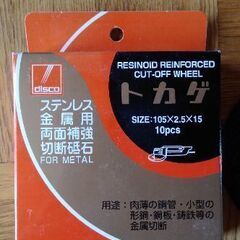 disco
ステンレス
金属用
両面補強
切断砥石
FOR METAL
RESINOID REINFORCED
CUT-OFF WHEEL
トカゲ
SIZE:105×2.5×15
10pcs
用途:肉薄の鋼管・小型の
形鋼・鋼板・鋳鉄等の
金属切断